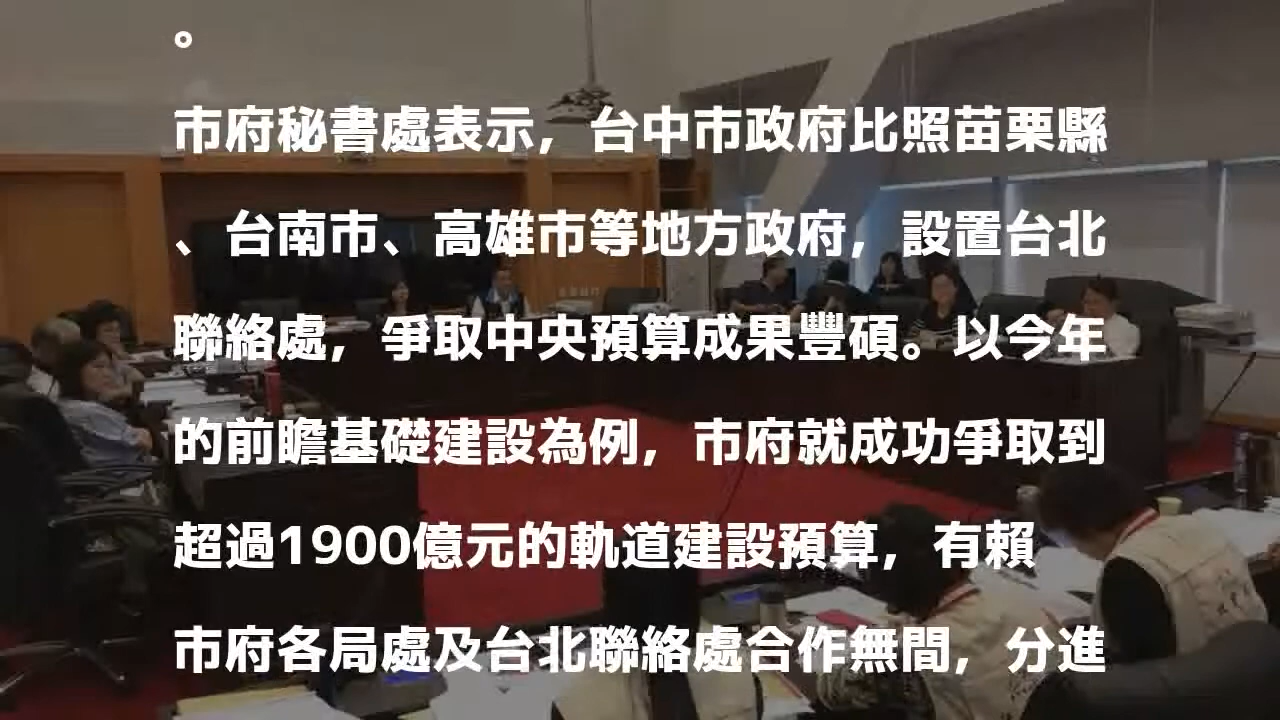 。
市府秘書處表示，台中市政府比照苗栗縣
、台南市、高雄市等地方政府，設置台北
聯絡處，爭取中央預算成果豐碩。以今年
的前瞻基礎建設為例，市府就成功爭取到
超過1900億元的軌道建設預算，有賴
市府各局處及台北聯絡處合作無間，分進